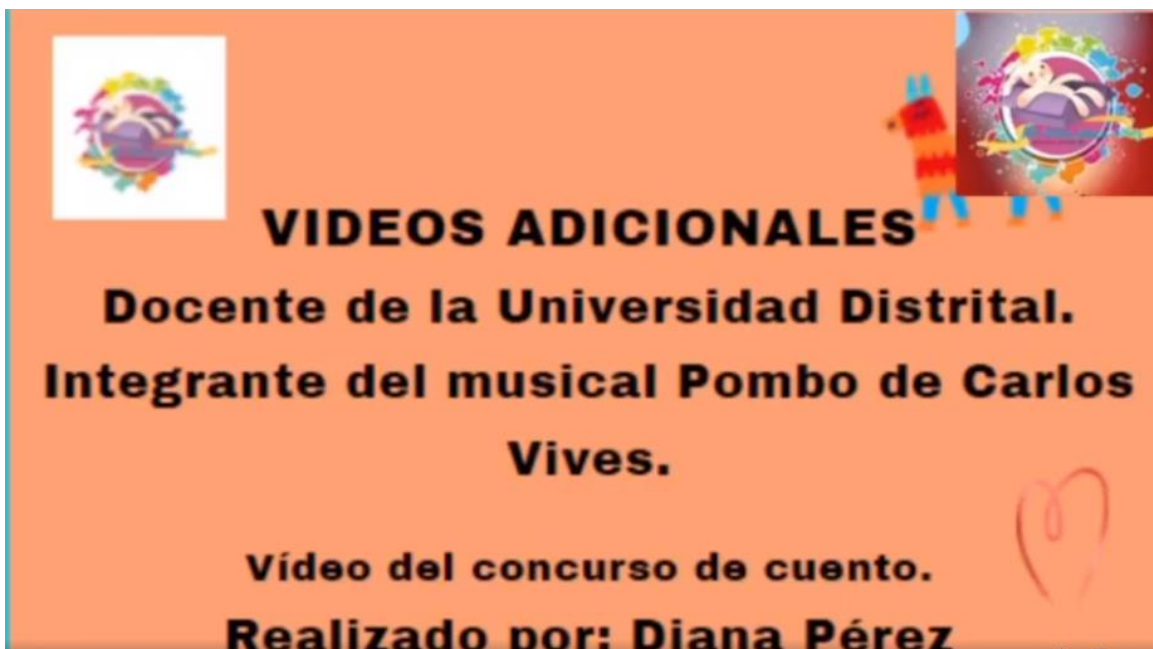 VIDEOS ADICIONALES
Docente de la Universidad Distrital.
Integrante del musical Pombo de Carlos
Vives.
Vídeo del concurso de cuento.
Realizado por: Diana Pérez